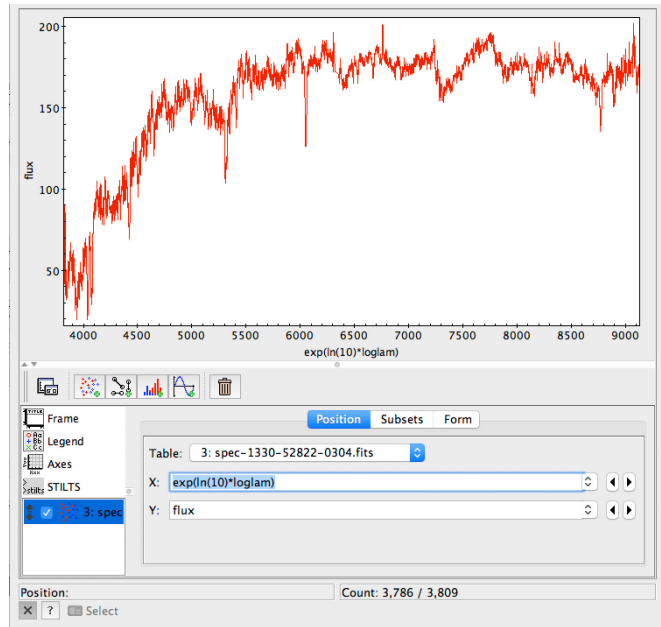 200
150
100
50
flux
4000 4500 5000 5500 6000 6500 7000 7500 8000 8500 9000
exp(ln(10)*loglam)
Frame
Legend
Axes
STILTS
3: spec
Position Subsets Form
Table: 3: spec-1330-52822-0304.fits
X: exp(ln(10)*loglam)
Y: flux
Position: Count: 3,786 / 3,809
? Select